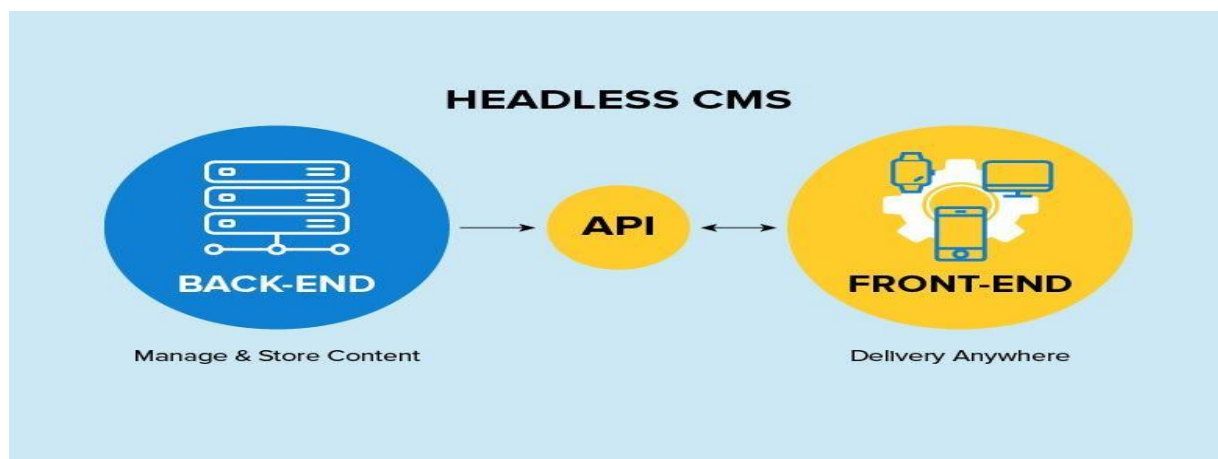 HEADLESS CMS
BACK-END
API
FRONT-END
Manage & Store Content
Delivery Anywhere